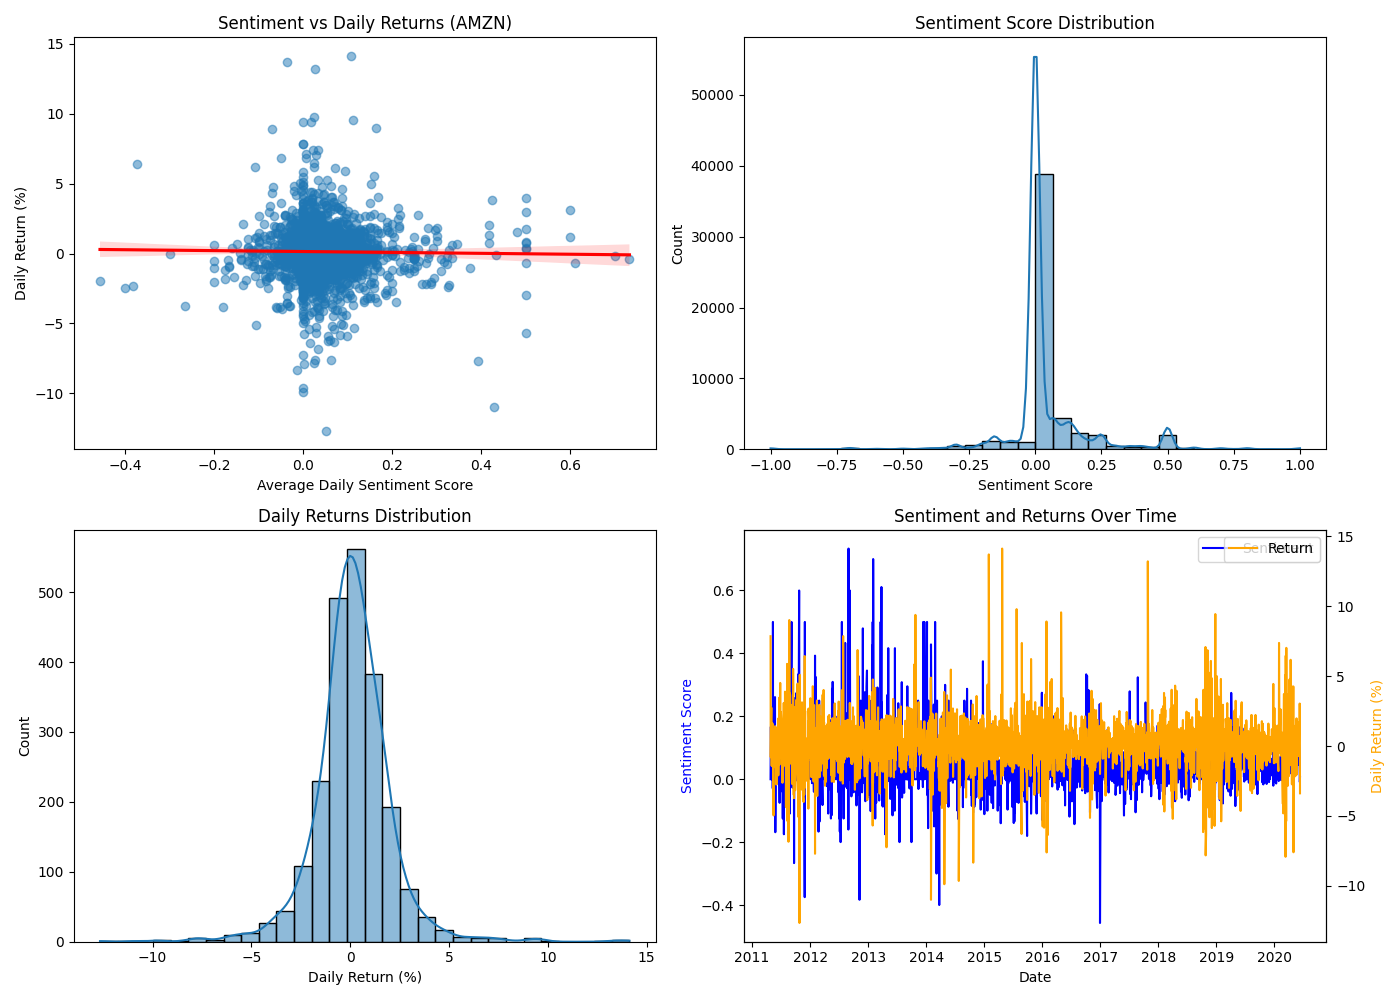 Sentiment vs Daily Returns (AMZN)
15
10
5
0
−5
−10
Daily Return (%)
−0.4 −0.2 0.0 0.2 0.4 0.6
Average Daily Sentiment Score
Sentiment Score Distribution
50000
40000
30000
20000
10000
0
Count
−1.00 −0.75 −0.50 −0.25 0.00 0.25 0.50 0.75 1.00
Sentiment Score
Daily Returns Distribution
500
400
300
200
100
0
Count
−10 −5 0 5 10 15
Daily Return (%)
Sentiment and Returns Over Time
Return
0.6
0.4
0.2
0.0
−0.2
−0.4
Sentiment Score
15
10
5
0
−5
−10
Daily Return (%)
2011 2012 2013 2014 2015 2016 2017 2018 2019 2020
Date